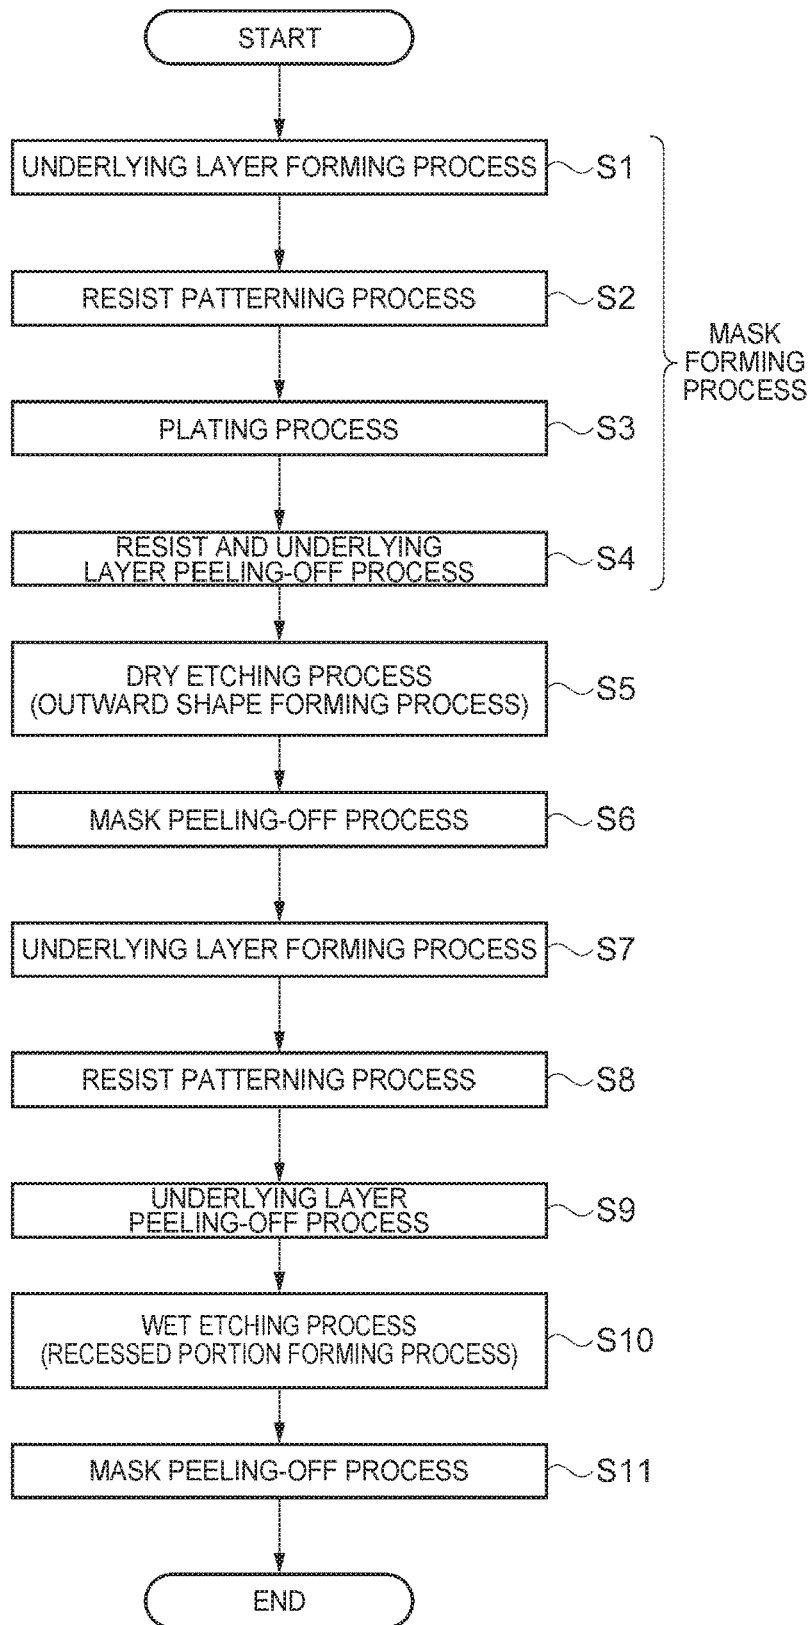 START
UNDERLYING LAYER FORMING PROCESS
S1
RESIST PATTERNING PROCESS
S2
MASK
FORMING
PROCESS
PLATING PROCESS
S3
RESIST AND UNDERLYING
LAYER PEELING-OFF PROCESS
S4
DRY ETCHING PROCESS
(OUTWARD SHAPE FORMING PROCESS)
S5
MASK PEELING-OFF PROCESS
S6
UNDERLYING LAYER FORMING PROCESS
S7
RESIST PATTERNING PROCESS
S8
UNDERLYING LAYER
PEELING-OFF PROCESS
S9
WET ETCHING PROCESS
(RECESSED PORTION FORMING PROCESS)
S10
MASK PEELING-OFF PROCESS
S11
END